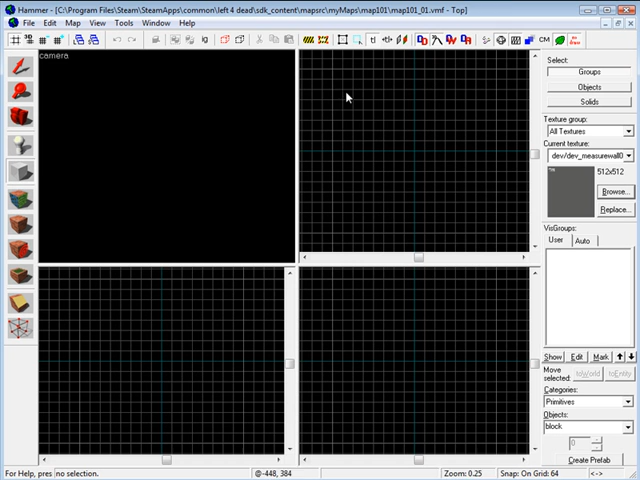 Hammer - [C:\Program Files\Steam\SteamApps\common\left 4 dead\sdk_content\mapsrc\myMaps\map101\map101_01.vmf - Top]
File Edit Map View Tools Window Help
camera
Select:
Groups
Objects
Solids
Texture group:
All Textures
Current texture:
dev/dev_measurewall0
512x512
Browse...
Replace...
VisGroups:
User Auto
Show Edit Mark
Move selected:
toWorld toEntity
Categories:
Primitives
Objects:
block
0
Create Prefab
For Help, pres no selection. @-448, 384 Zoom: 0.25 Snap: On Grid: 64 <->